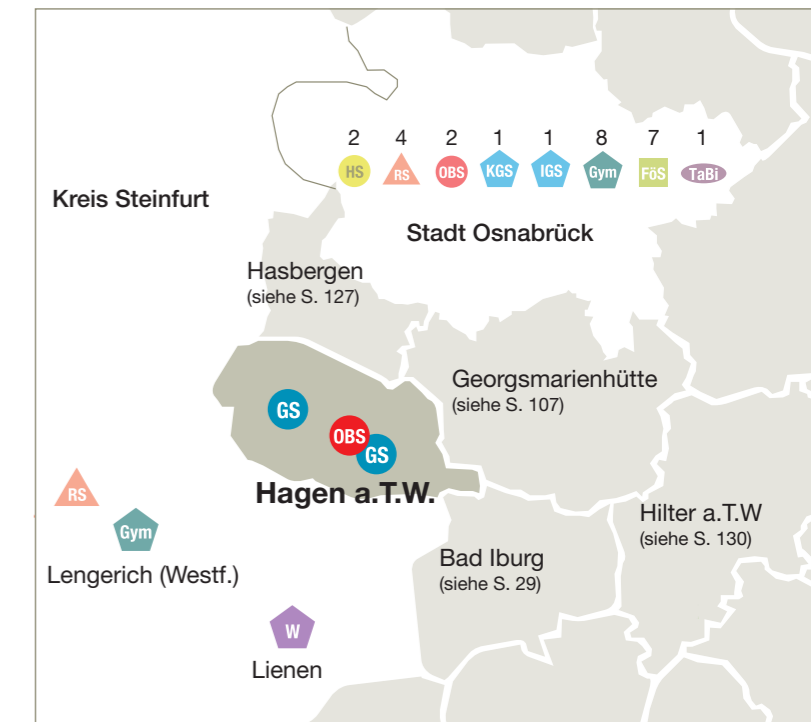 2 4 2 1 1 8 7 1
HS RS OBS KGS IGS Gym FöS TaBi
Kreis Steinfurt
Stadt Osnabrück
Hasbergen
(siehe S. 127)
Georgsmarienhütte
(siehe S. 107)
GS
OBS
GS
Hagen a.T.W.
RS
Gym
Lengerich (Westf.)
Hilter a.T.W
(siehe S. 130)
Bad Iburg
(siehe S. 29)
W
Lienen